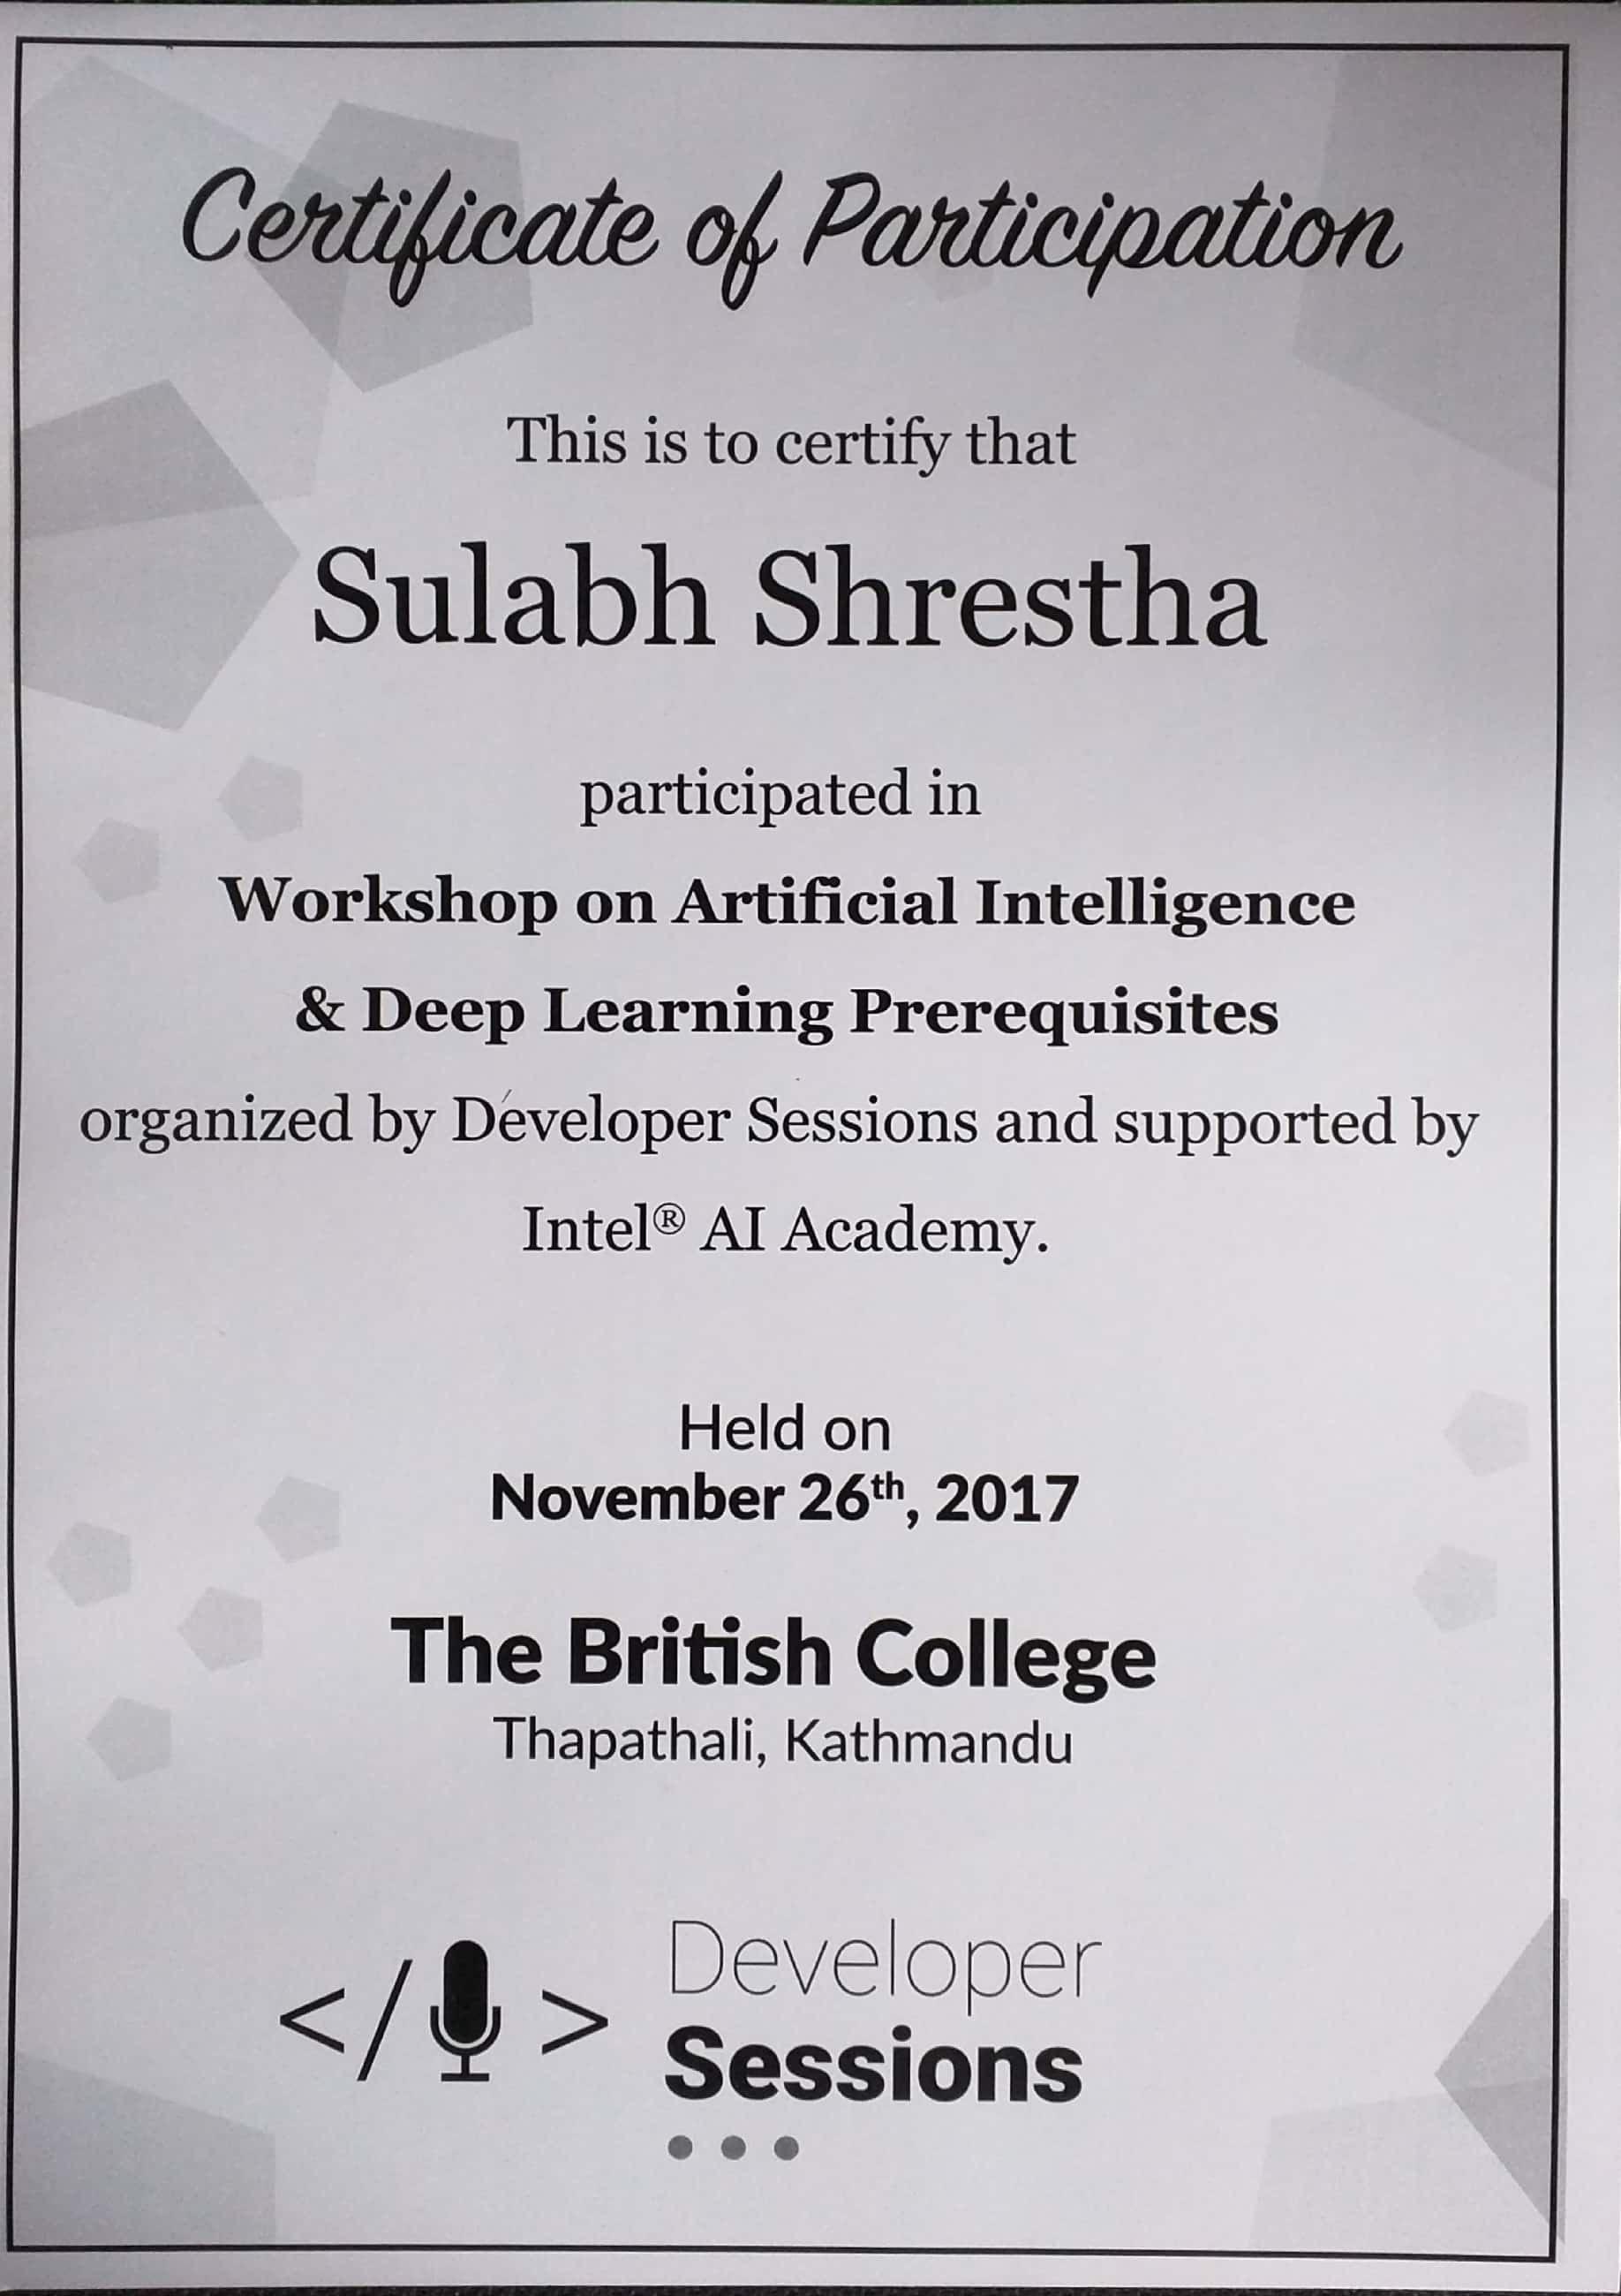 Certificate of Participation
This is to certify that
Sulabh Shrestha
participated in
Workshop on Artificial Intelligence
& Deep Learning Prerequisites
organized by Developer Sessions and supported by
Intel® AI Academy.
Held on
November 26th, 2017
The British College
Thapathali, Kathmandu
Developer
Sessions